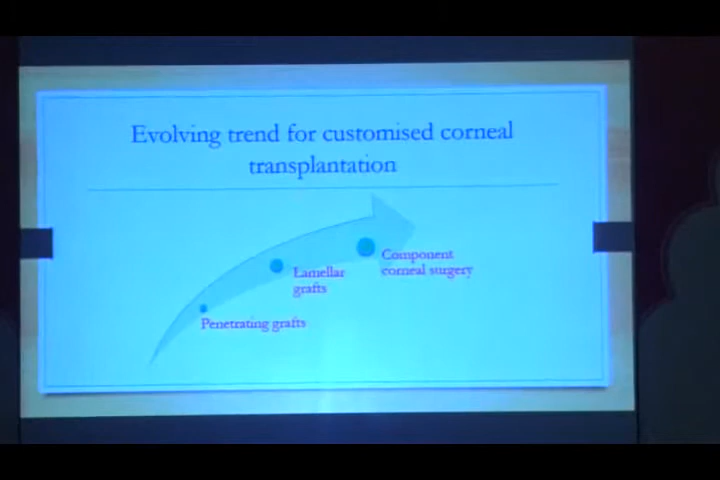 Evolving trend for customised corneal
transplantation
Component
corneal surgery
Lamellar
grafts
Penetrating grafts